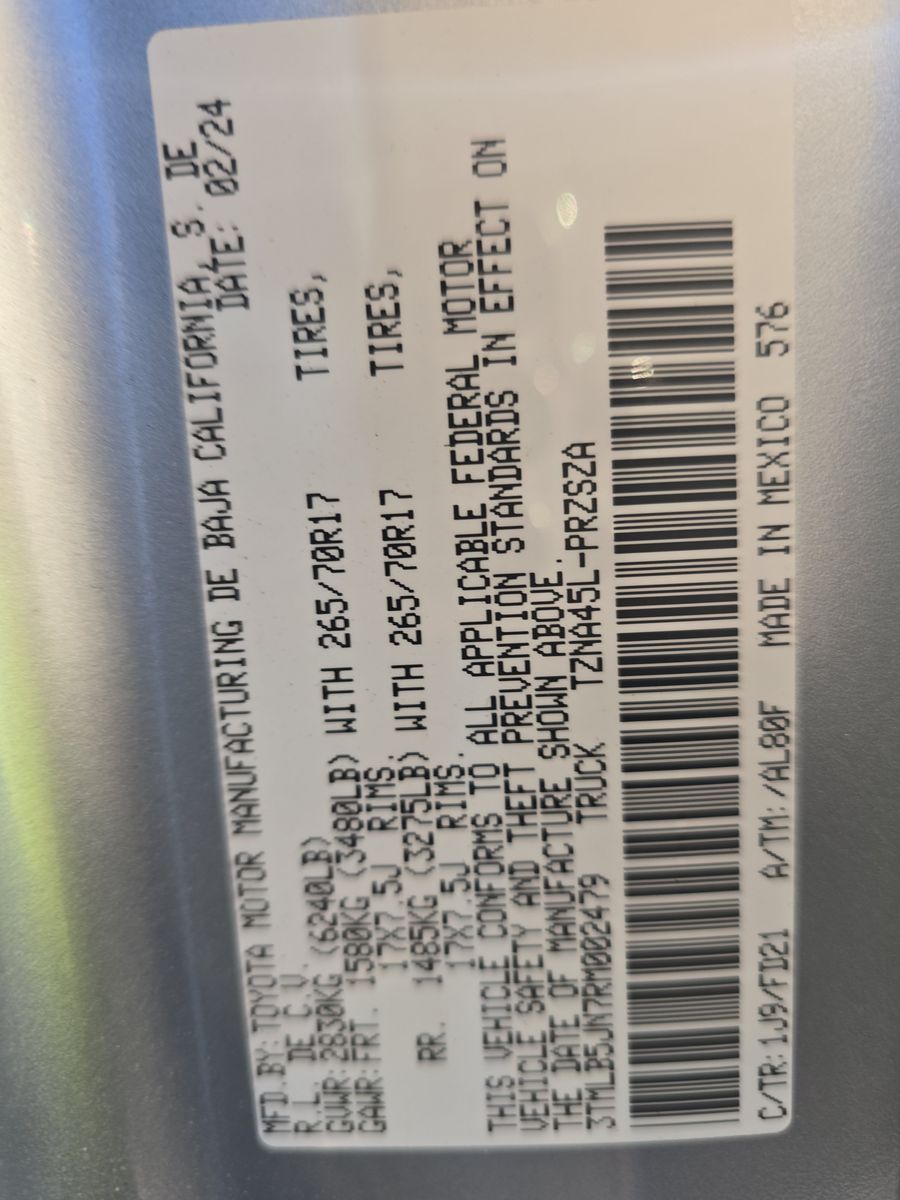 MFD.BY: TOYOTA MOTOR MANUFACTURING DE BAJA CALIFORNIA, S. DE
R.L. DE C.V. DATE: 02/24
GVWR: 2830KG (6240LB)
GAWR: FRT. 1580KG (3480LB) WITH 265/70R17 TIRES,
17X7.5J RIMS.
RR. 1485KG (3275LB) WITH 265/70R17 TIRES,
17X7.5J RIMS.
THIS VEHICLE CONFORMS TO ALL APPLICABLE FEDERAL MOTOR
VEHICLE SAFETY AND THEFT PREVENTION STANDARDS IN EFFECT ON
THE DATE OF MANUFACTURE SHOWN ABOVE.
3TMLB5JN7RM002479 TRUCK TZNA45L-PRZSZA
C/TR: 1J9/FD21 A/TM: /AL80F MADE IN MEXICO 576